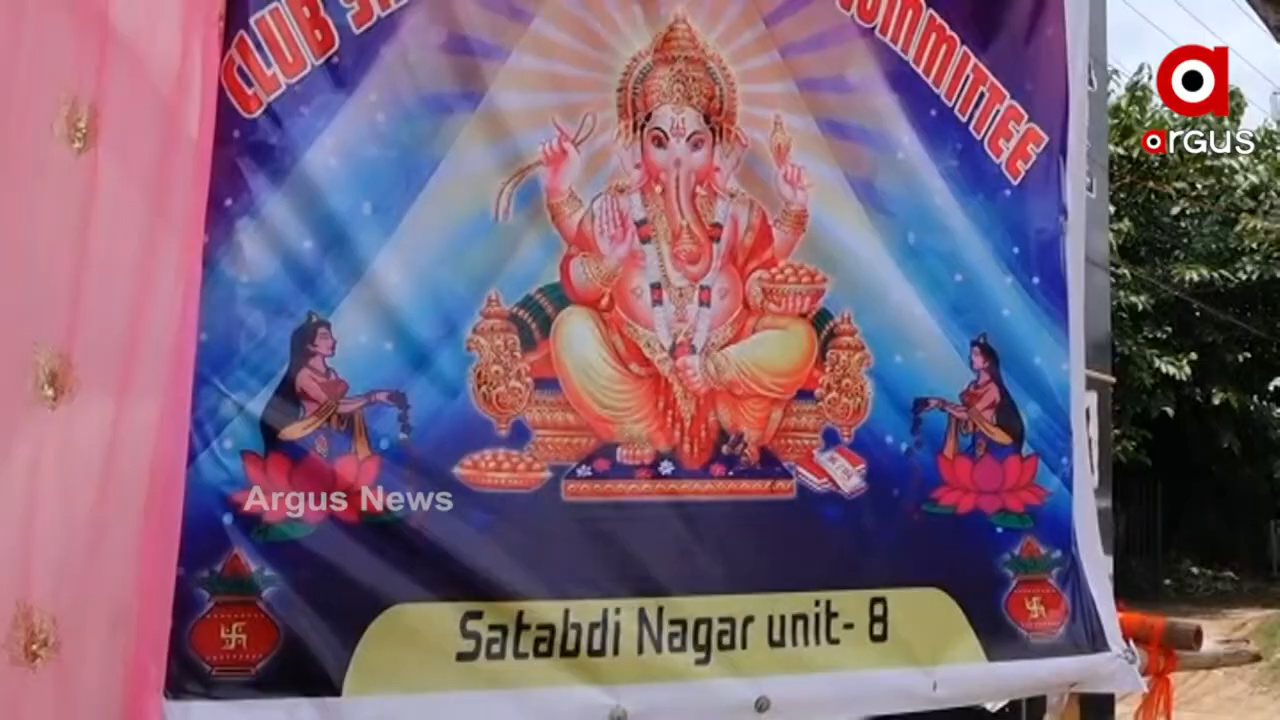 CLUB
COMMITTEE
argus
Argus News
Satabdi Nagar unit- 8